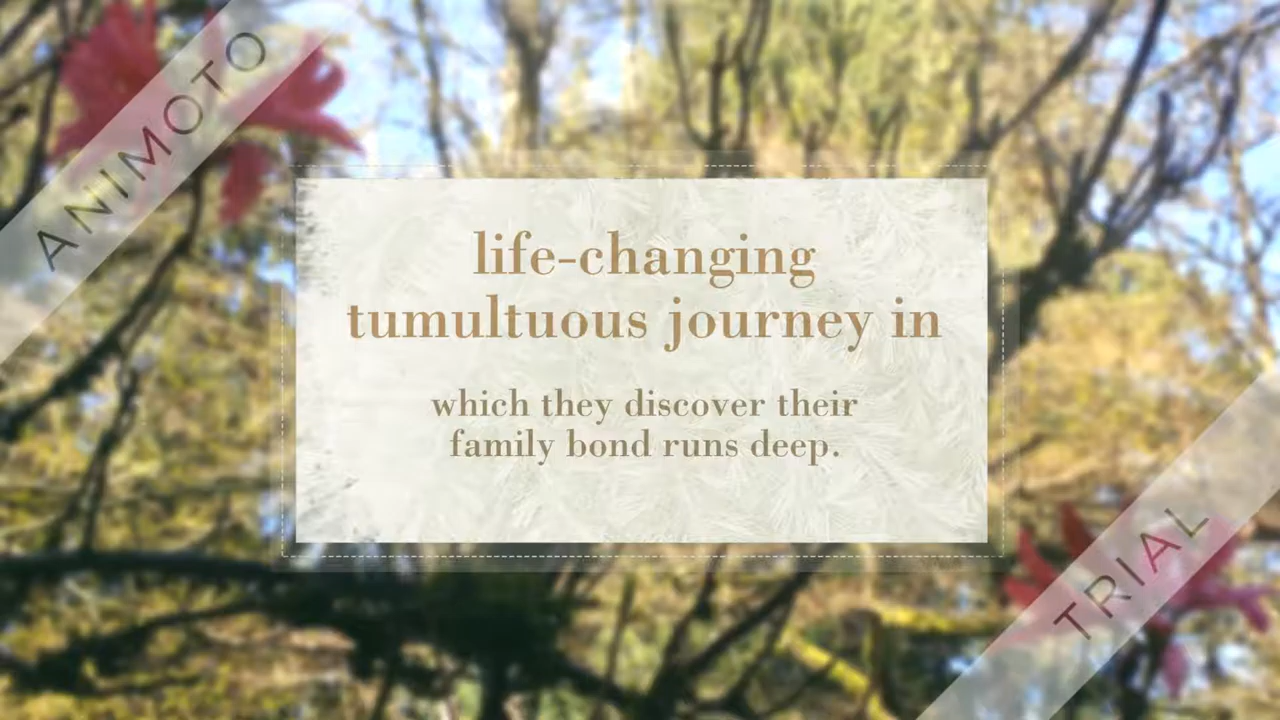 ANIMOTO
life-changing
tumultuous journey in
which they discover their
family bond runs deep.
TRIAL